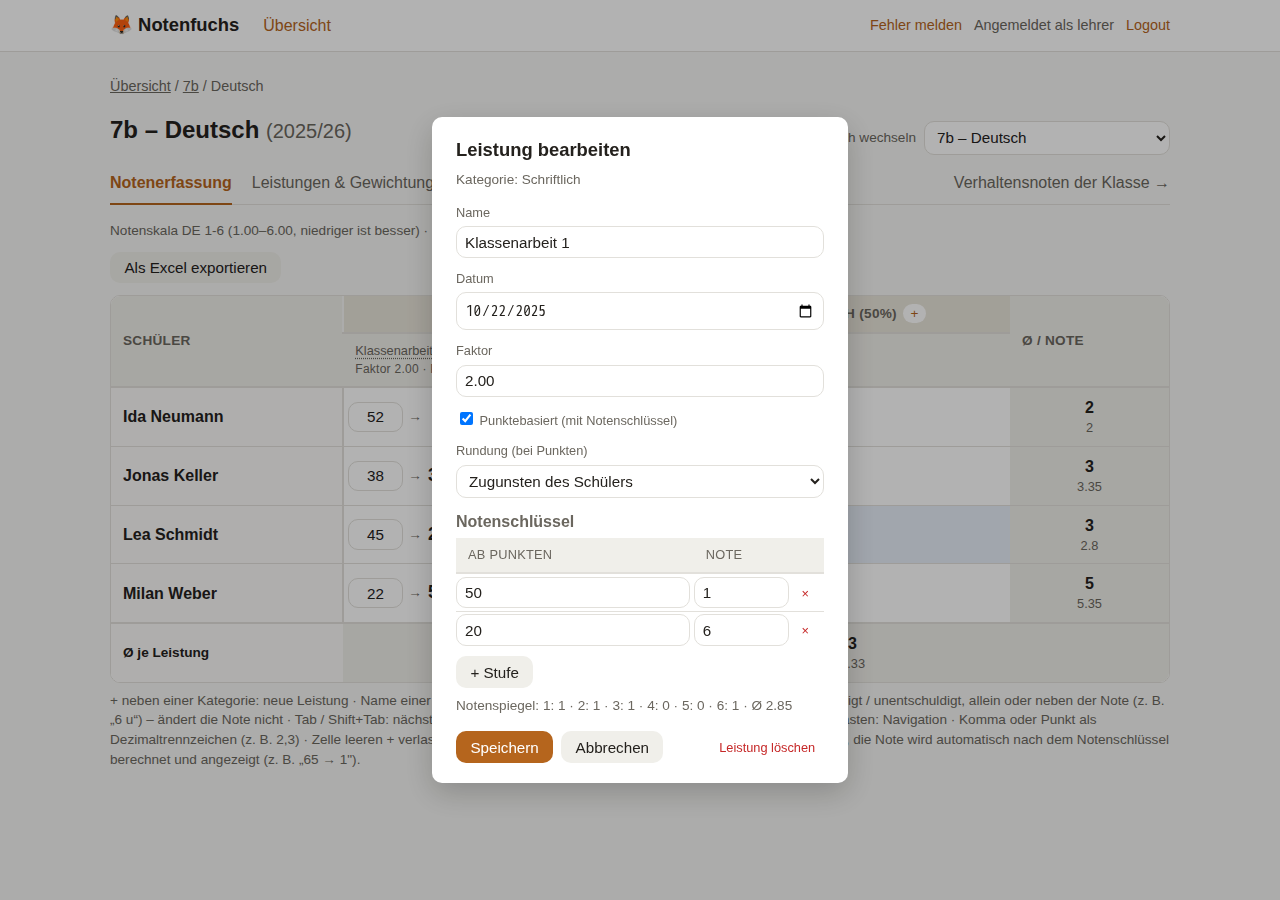 🦊 Notenfuchs Übersicht Fehler melden Angemeldet als lehrer Logout
Übersicht / 7b / Deutsch
7b – Deutsch (2025/26)
wechseln 7b – Deutsch
Notenerfassung Leistungen & Gewichtung Verhaltensnoten der Klasse →
Notenskala DE 1-6 (1.00–6.00, niedriger ist besser) ·
Als Excel exportieren
SCHÜLER H (50%) + Ø / NOTE
Klassenarbeit
Faktor 2.00 ·
Ida Neumann 52 → 2
2
Jonas Keller 38 → 3
3.35
Lea Schmidt 45 → 3
2.8
Milan Weber 22 → 5
5.35
Ø je Leistung 3
.33
+ neben einer Kategorie: neue Leistung · Name einer igt / unentschuldigt, allein oder neben der Note (z. B.
„6 u“) – ändert die Note nicht · Tab / Shift+Tab: nächst asten: Navigation · Komma oder Punkt als
Dezimaltrennzeichen (z. B. 2,3) · Zelle leeren + verlas die Note wird automatisch nach dem Notenschlüssel
berechnet und angezeigt (z. B. „65 → 1").
Leistung bearbeiten
Kategorie: Schriftlich
Name
Klassenarbeit 1
Datum
10/22/2025
Faktor
2.00
Punktebasiert (mit Notenschlüssel)
Rundung (bei Punkten)
Zugunsten des Schülers
Notenschlüssel
AB PUNKTEN NOTE
50 1 ×
20 6 ×
+ Stufe
Notenspiegel: 1: 1 · 2: 1 · 3: 1 · 4: 0 · 5: 0 · 6: 1 · Ø 2.85
Speichern Abbrechen Leistung löschen